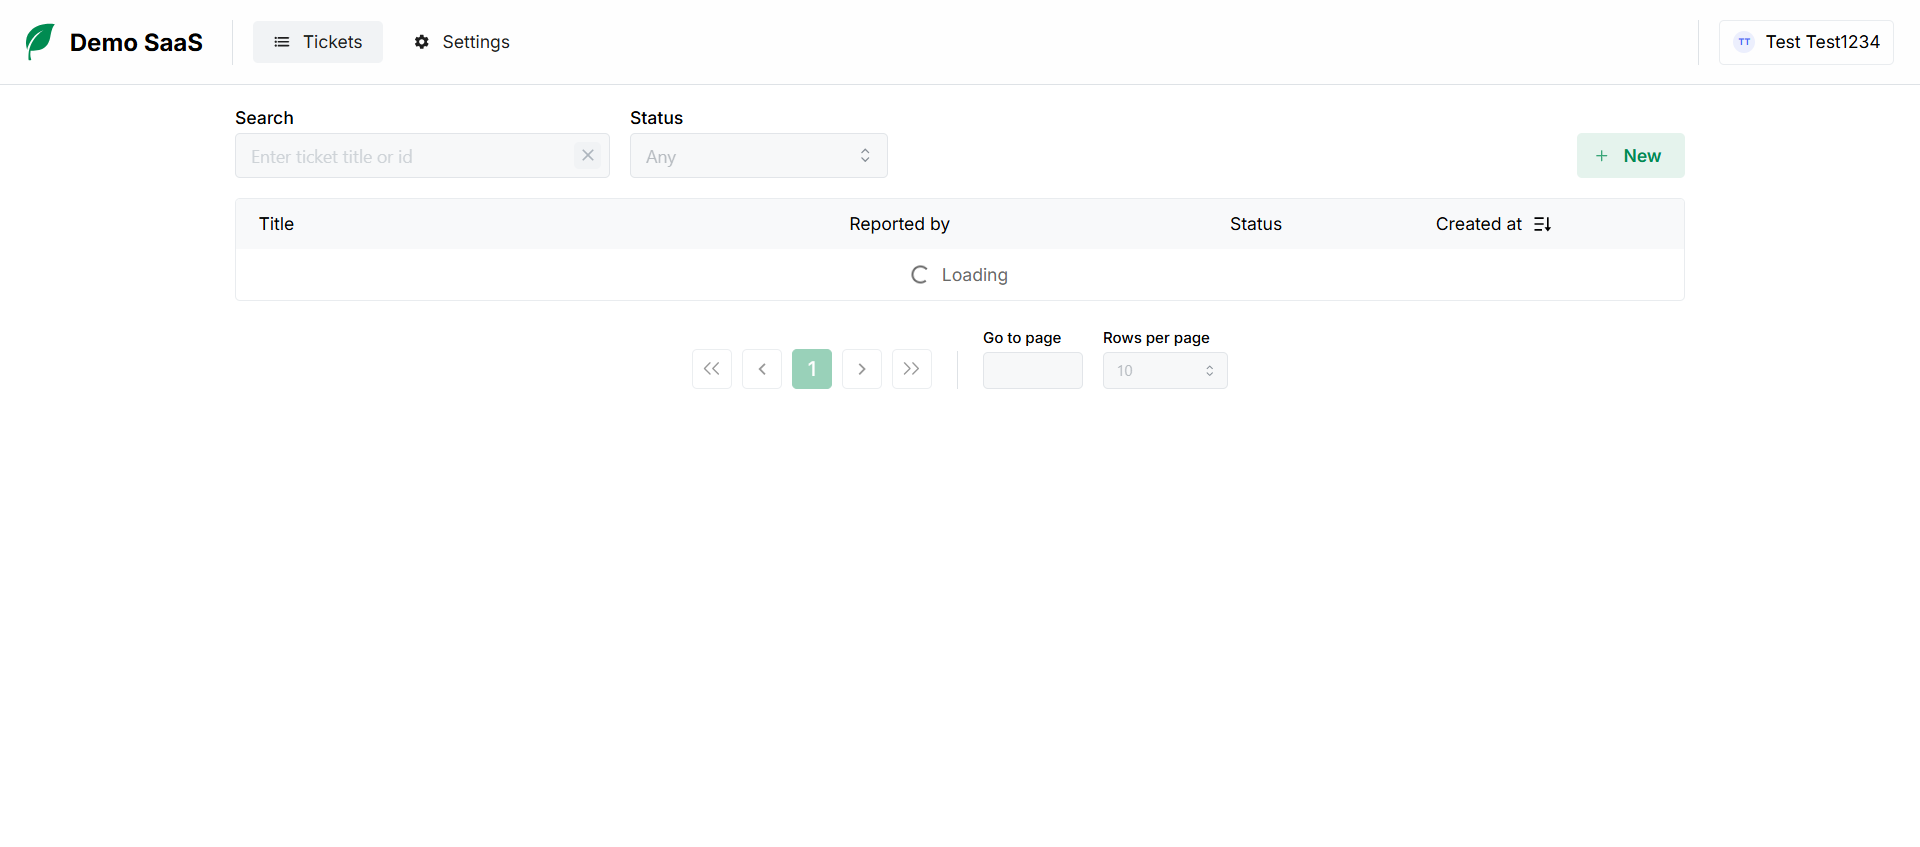 Demo SaaS
Tickets
Settings
TT
Test Test1234
Search
Status
Enter ticket title or id
Any
New
Title
Reported by
Status
Created at
Loading
Go to page
Rows per page
1
10